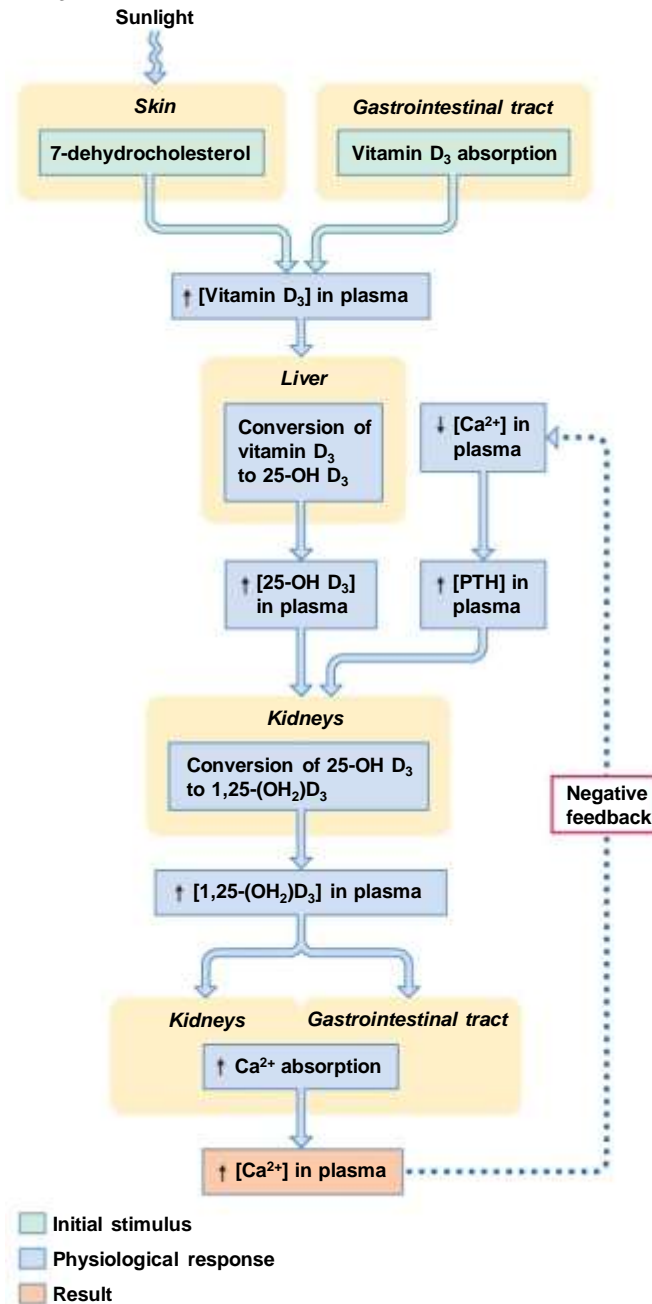 Sunlight
Skin
Gastrointestinal tract
7-dehydrocholesterol
Vitamin D₃ absorption
↑ [Vitamin D₃] in plasma
Liver
Conversion of
vitamin D₃
to 25-OH D₃
↓ [Ca²⁺] in
plasma
↑ [25-OH D₃]
in plasma
↑ [PTH] in
plasma
Kidneys
Conversion of 25-OH D₃
to 1,25-(OH₂)D₃
Negative
feedback
↑ [1,25-(OH₂)D₃] in plasma
Kidneys
Gastrointestinal tract
↑ Ca²⁺ absorption
↑ [Ca²⁺] in plasma
Initial stimulus
Physiological response
Result